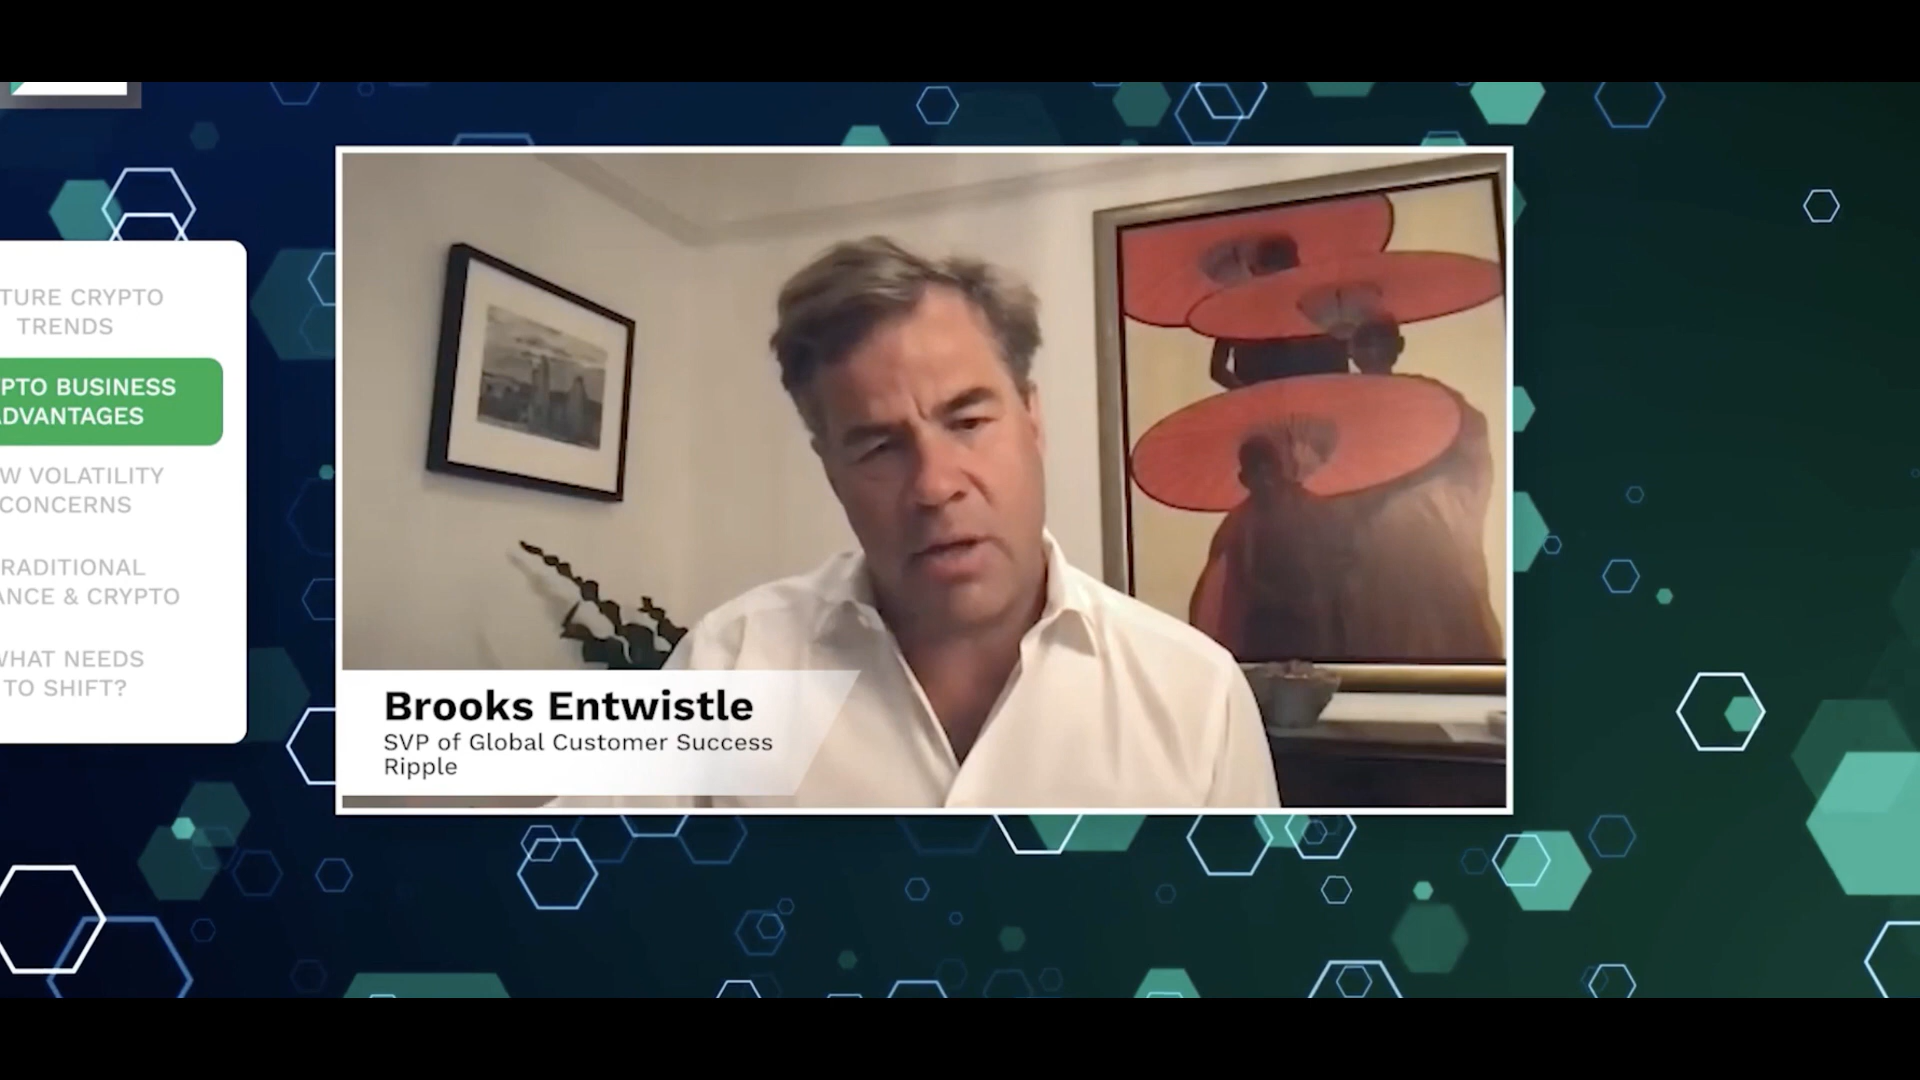 TURE CRYPTO
TRENDS
PTO BUSINESS
DVANTAGES
W VOLATILITY
CONCERNS
RADITIONAL
ANCE & CRYPTO
HAT NEEDS
TO SHIFT?
Brooks Entwistle
SVP of Global Customer Success
Ripple